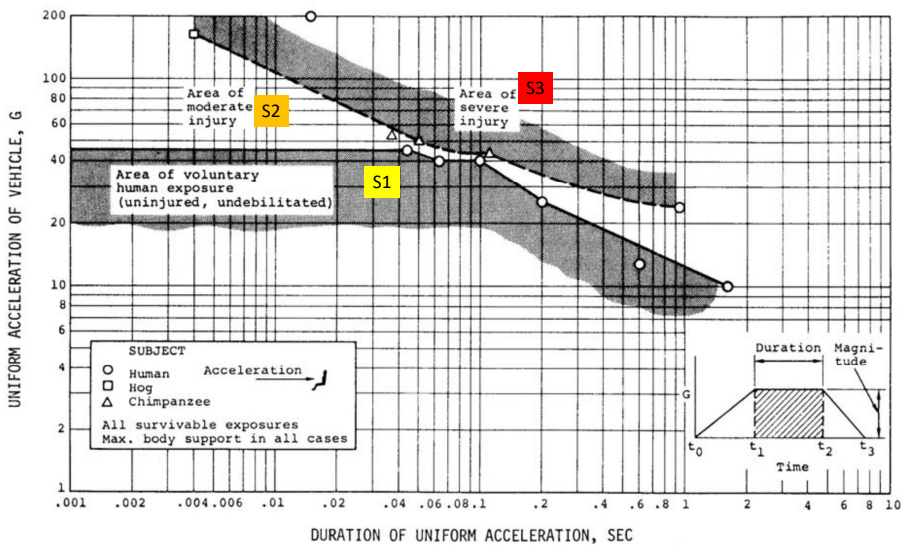 UNIFORM ACCELERATION OF VEHICLE, G
200
100
80
60
40
20
10
8
6
4
2
1
Area of
moderate
injury
S2
Area of
severe
injury
S3
Area of voluntary
human exposure
(uninjured, undebilitated)
S1
SUBJECT
Human
Hog
Chimpanzee
Acceleration
All survivable exposures
Max. body support in all cases
Duration
Magni-
tude
G
t0
t1
t2
t3
Time
.001 .002 .004 .006 .01 .02 .04 .06 .08 0.1 .2 .4 .6 1 2 4 6 8 10
DURATION OF UNIFORM ACCELERATION, SEC